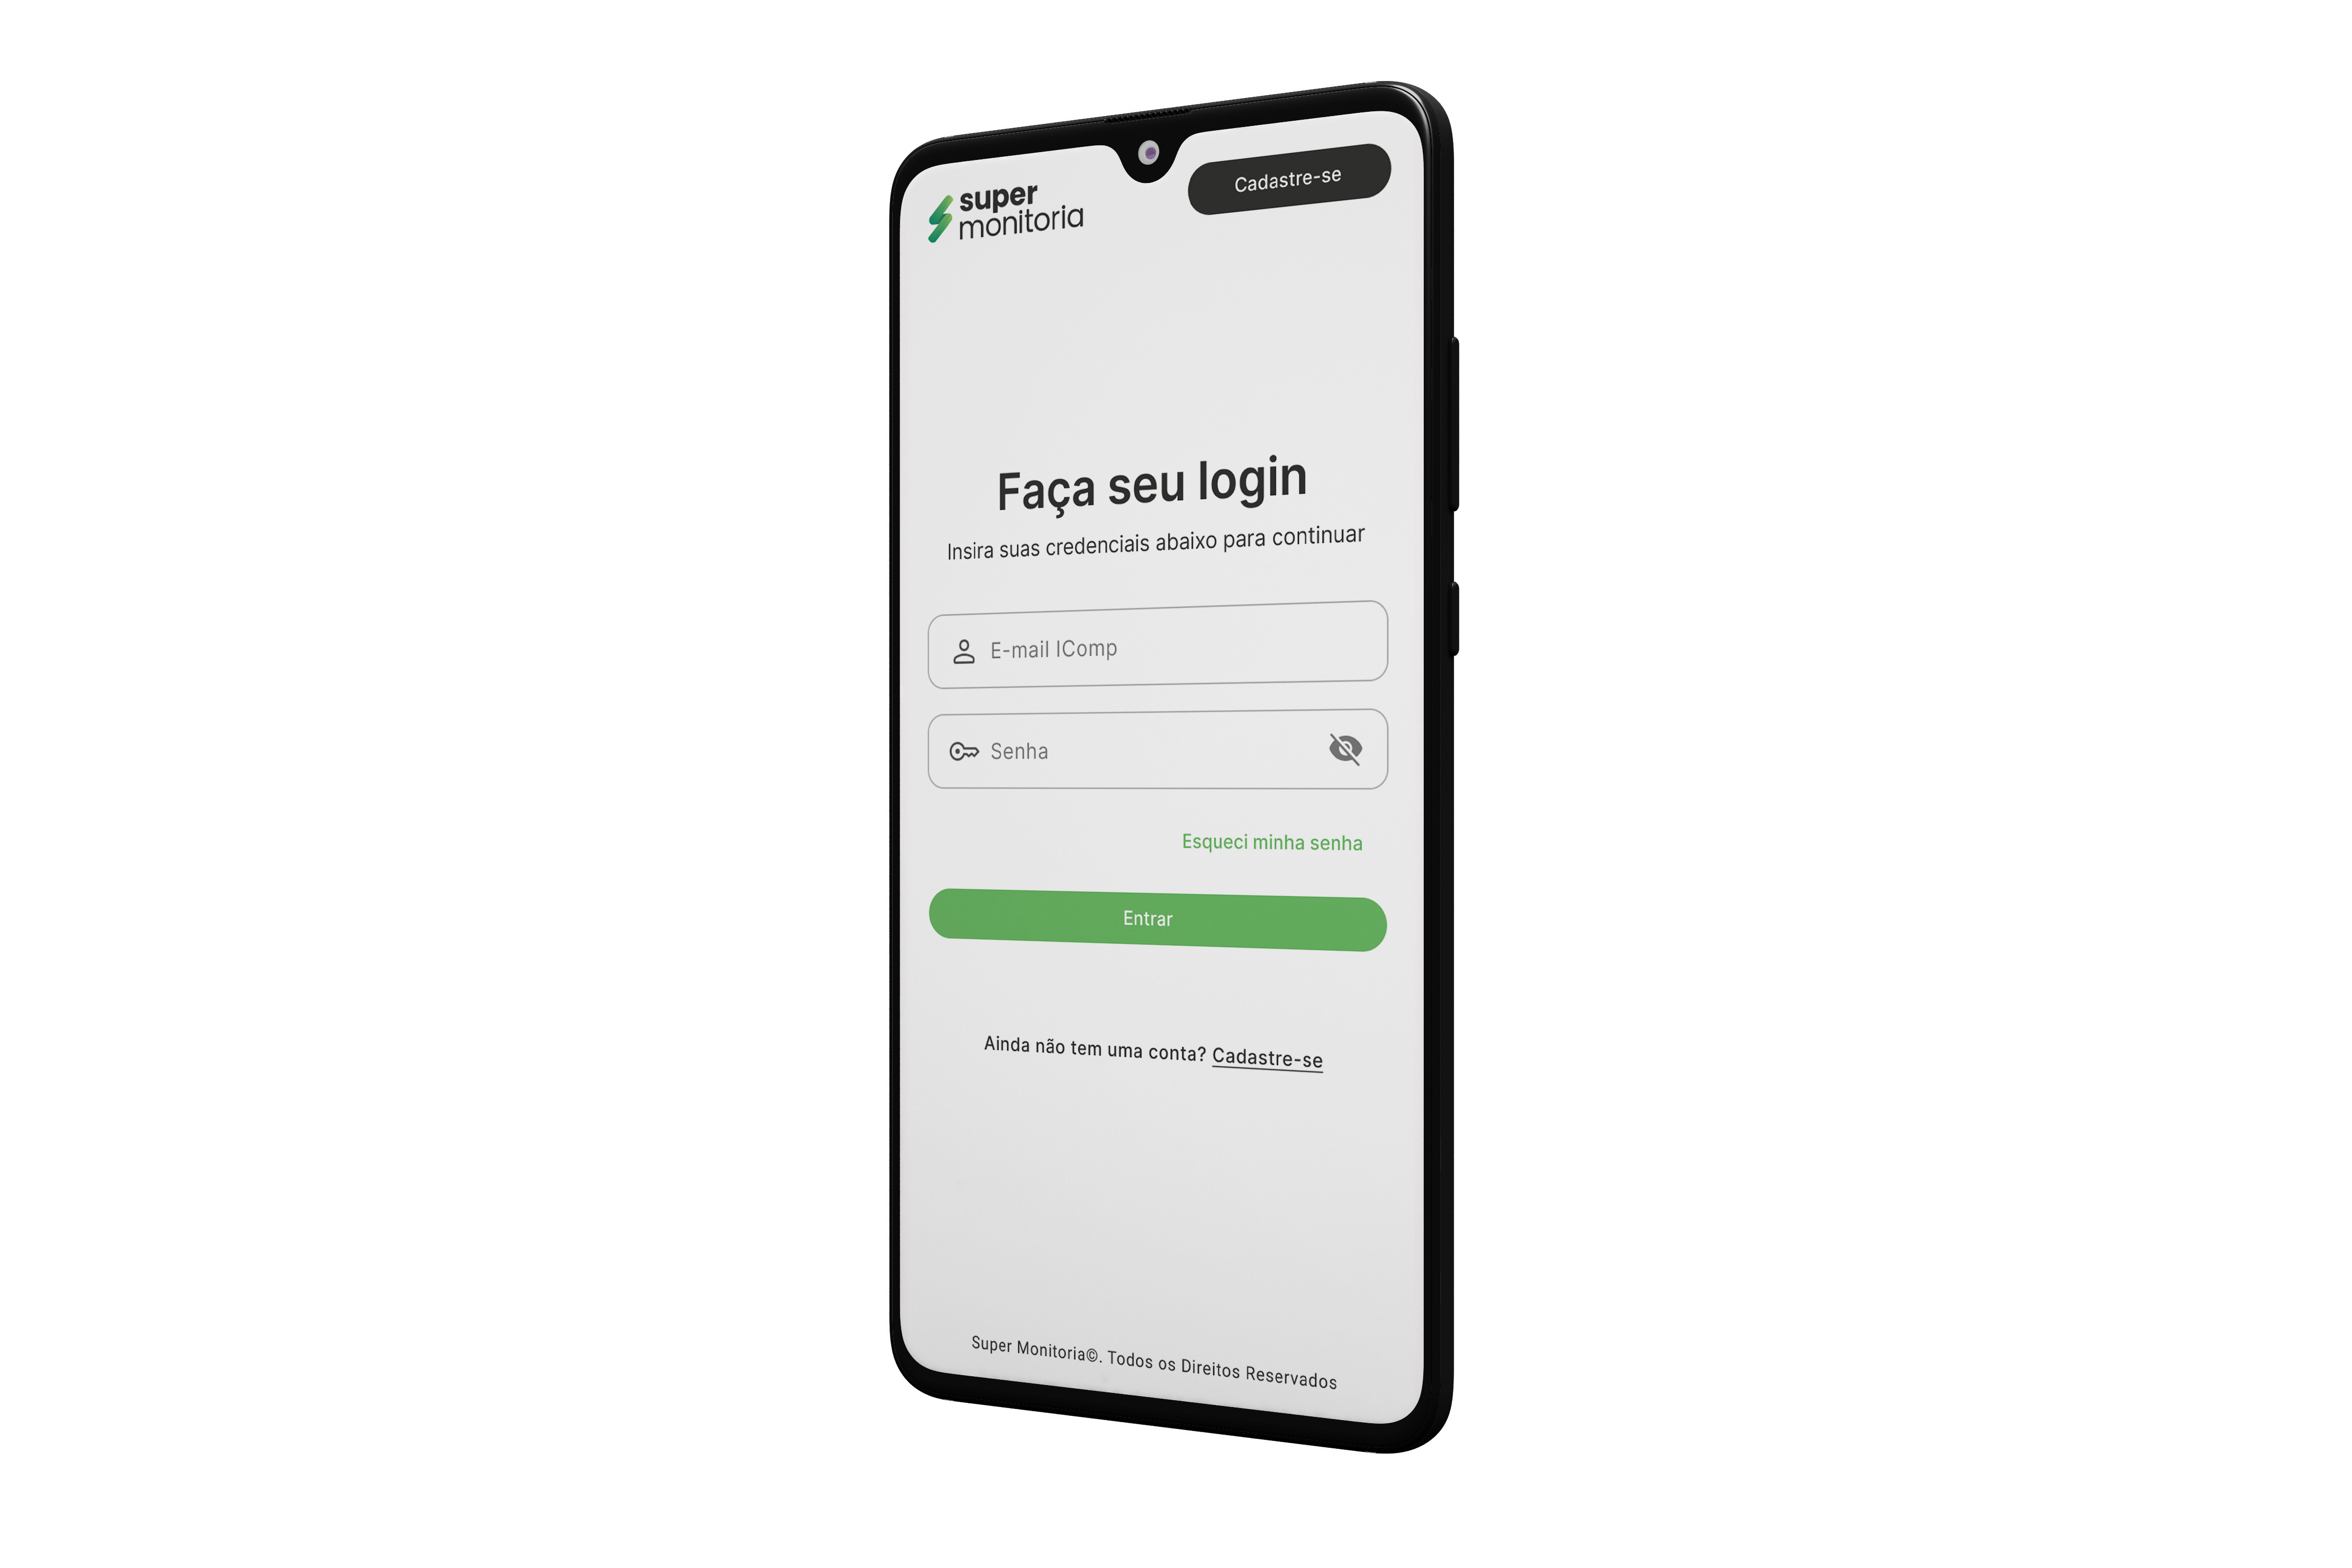 super
monitoria
Cadastre-se
Faça seu login
Insira suas credenciais abaixo para continuar
E-mail IComp
Senha
Esqueci minha senha
Entrar
Ainda não tem uma conta? Cadastre-se
Super Monitoria©. Todos os Direitos Reservados